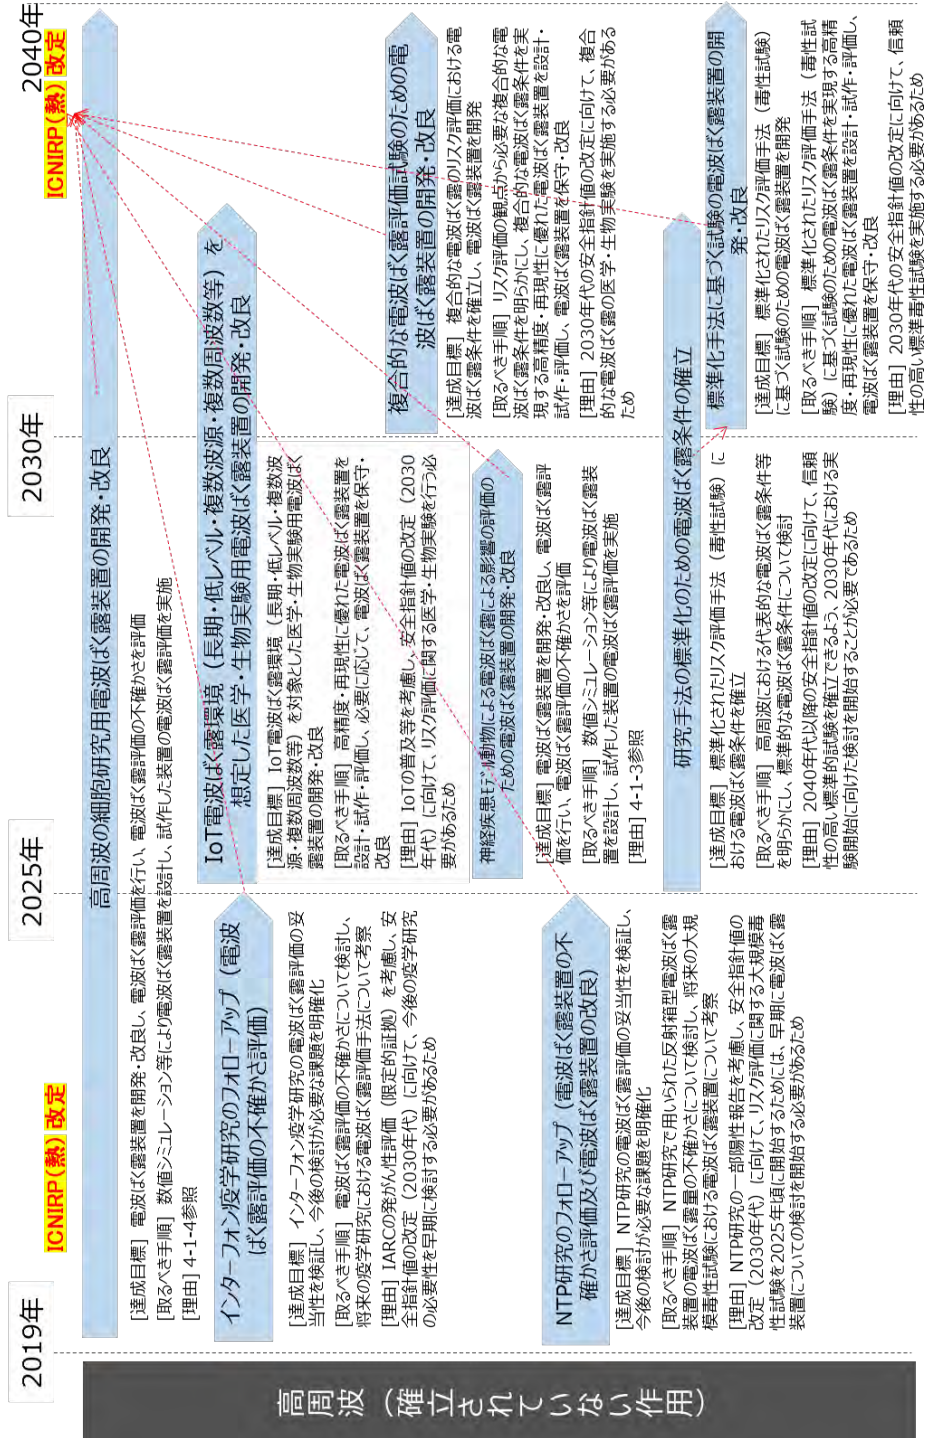 2019年
2025年
2030年
2040年
ICNIRP(熱) 改定
ICNIRP(熱) 改定
高周波（確立されていない作用）
高周波の細胞研究用電波ばく露装置の開発・改良
[達成目標] 電波ばく露装置を開発・改良し、電波ばく露評価を行い、電波ばく露評価の不確かさを評価
[取るべき手順] 数値シミュレーション等により電波ばく露装置を設計し、試作した装置の電波ばく露評価を実施
[理由] 4-1-4参照
インターフォン疫学研究のフォローアップ（電波
ばく露評価の不確かさ評価）
[達成目標] インターフォン疫学研究の電波ばく露評価の妥
当性を検証し、今後の検討が必要な課題を明確化
[取るべき手順] 電波ばく露評価の不確かさについて検討し、
将来の疫学研究における電波ばく露評価手法について考察
[理由] IARCの発がん性評価（限定的証拠）を考慮し、安
全指針値の改定（2030年代）に向けて、今後の疫学研究
の必要性を早期に検討する必要があるため
NTP研究のフォローアップ（電波ばく露装置の不
確かさ評価及び電波ばく露装置の改良）
[達成目標] NTP研究の電波ばく露評価の妥当性を検証し、
今後の検討が必要な課題を明確化
[取るべき手順] NTP研究で用いられた反射箱型電波ばく露
装置の電波ばく露量の不確かさについて検討し、将来の大規
模毒性試験における電波ばく露装置について考察
[理由] NTP研究の一部陽性報告を考慮し、安全指針値の
改定（2030年代）に向けて、リスク評価に関する大規模毒
性試験を2025年頃に開始するためには、早期に電波ばく露
装置についての検討を開始する必要があるため
IoT電波ばく露環境（長期・低レベル・複数波源・複数周波数等）を
想定した医学・生物実験用電波ばく露装置の開発・改良
[達成目標] IoT電波ばく露環境（長期・低レベル・複数波
源・複数周波数等）を対象とした医学・生物実験用電波ばく
露装置の開発・改良
[取るべき手順] 高精度・再現性に優れた電波ばく露装置を
設計・試作・評価し、必要に応じて、電波ばく露装置を保守・
改良
[理由] IoTの普及等を考慮し、安全指針値の改定（2030
年代）に向けて、リスク評価に関する医学・生物実験を行う必
要があるため
神経疾患モデル動物による電波ばく露による影響の評価の
ための電波ばく露装置の開発・改良
[達成目標] 電波ばく露装置を開発・改良し、電波ばく露評
価を行い、電波ばく露評価の不確かさを評価
[取るべき手順] 数値シミュレーション等により電波ばく露装
置を設計し、試作した装置の電波ばく露評価を実施
[理由] 4-1-3参照
研究手法の標準化のための電波ばく露条件の確立
[達成目標] 標準化されたリスク評価手法（毒性試験）に
おける電波ばく露条件を確立
[取るべき手順] 高周波における代表的な電波ばく露条件等
を明らかにし、標準的な電波ばく露条件について検討
[理由] 2040年代以降の安全指針値の改定に向けて、信頼
性の高い標準的試験を確立できるよう、2030年代における実
験開始に向けた検討を開始することが必要であるため
複合的な電波ばく露評価試験のための電
波ばく露装置の開発・改良
[達成目標] 複合的な電波ばく露のリスク評価における電
波ばく露条件を確立し、電波ばく露装置を開発
[取るべき手順] リスク評価の観点から必要な複合的な電
波ばく露条件を明らかにし、複合的な電波ばく露条件を実
現する高精度・再現性に優れた電波ばく露装置を設計・
試作・評価し、電波ばく露装置を保守・改良
[理由] 2030年代の安全指針値の改定に向けて、複合
的な電波ばく露の医学・生物実験を実施する必要がある
ため
標準化手法に基づく試験の電波ばく露装置の開
発・改良
[達成目標] 標準化されたリスク評価手法（毒性試験）
に基づく試験のための電波ばく露装置を開発
[取るべき手順] 標準化されたリスク評価手法（毒性試
験）に基づく試験のための電波ばく露条件を実現する高精
度・再現性に優れた電波ばく露装置を設計・試作・評価し、
電波ばく露装置を保守・改良
[理由] 2030年代の安全指針値の改定に向けて、信頼
性の高い標準毒性試験を実施する必要があるため